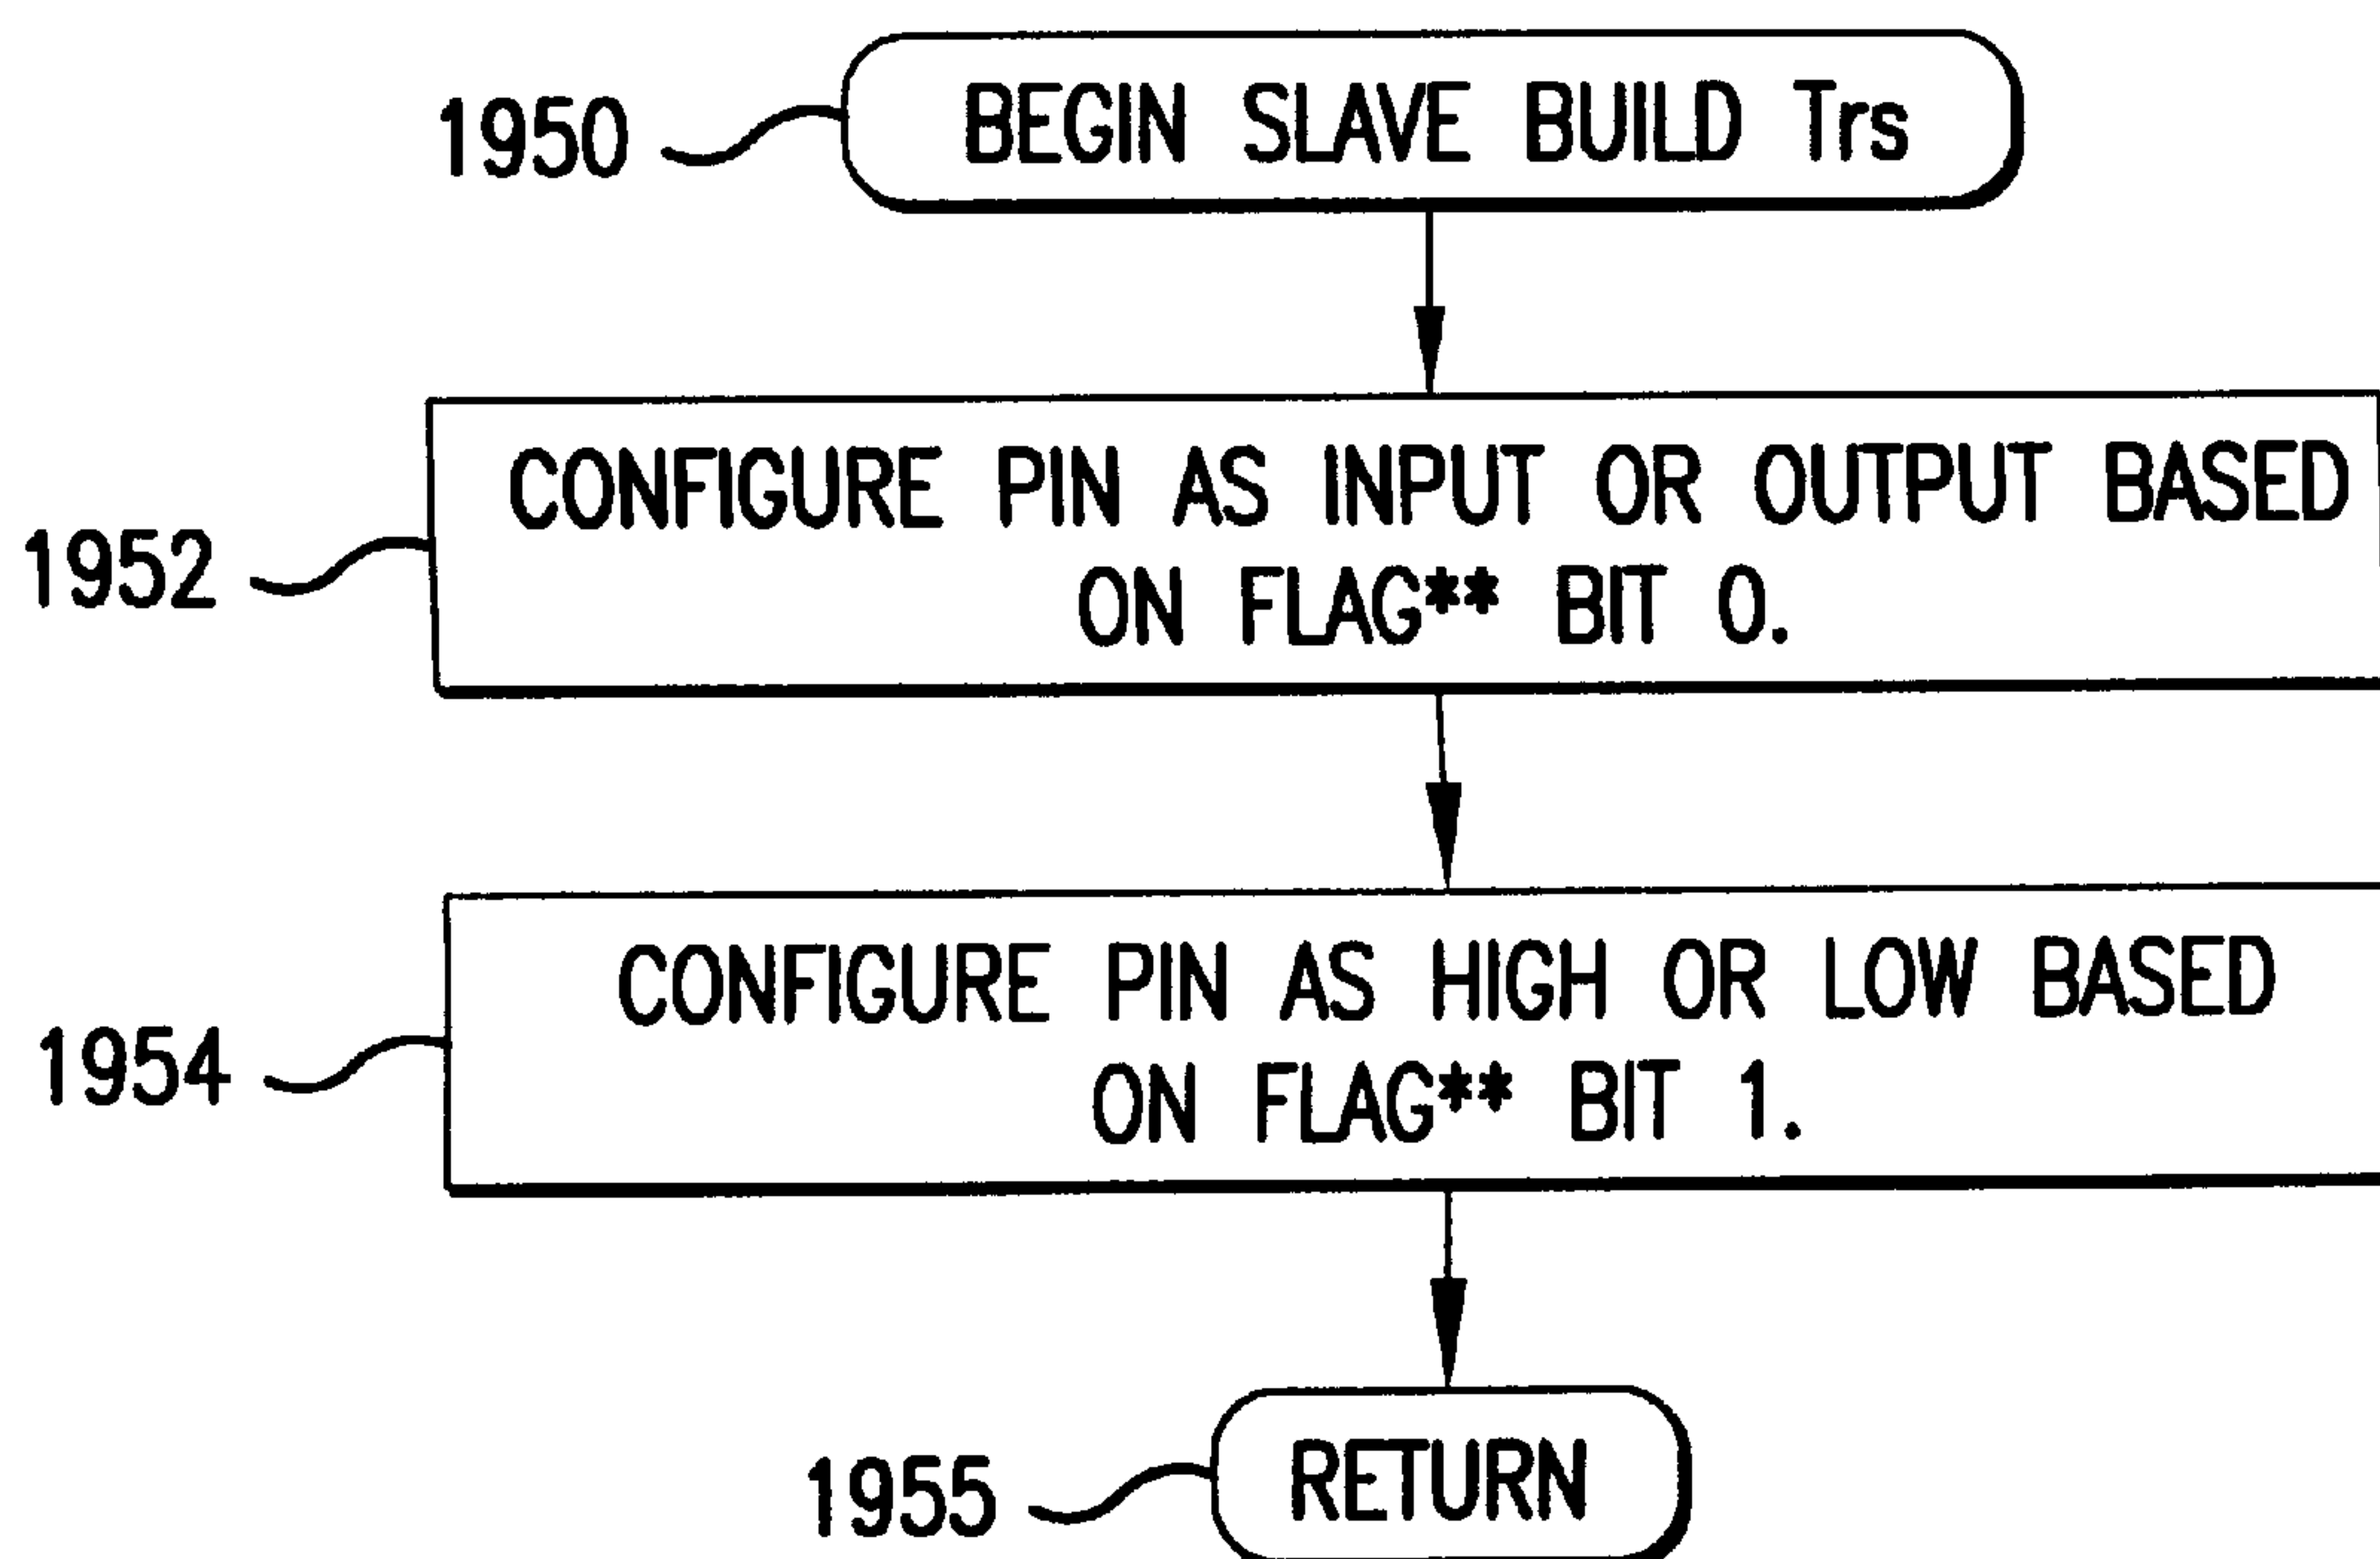 1950
BEGIN SLAVE BUILD Trs
1952
CONFIGURE PIN AS INPUT OR OUTPUT BASED
ON FLAG** BIT 0.
1954
CONFIGURE PIN AS HIGH OR LOW BASED
ON FLAG** BIT 1.
1955
RETURN